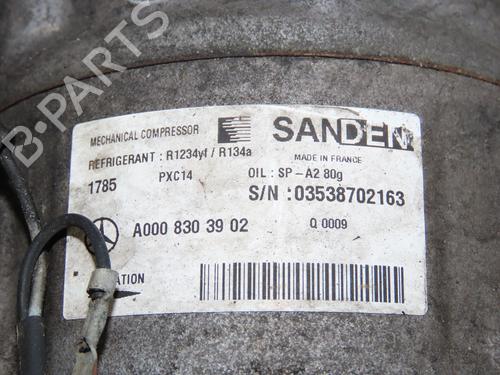 B-PARTS
MECHANICAL COMPRESSOR
SANDEN
REFRIGERANT : R1234yf / R134a
MADE IN FRANCE
1785 PXC14 OIL : SP-A2 80g
S/N : 03538702163
A000 830 39 02 Q 0009